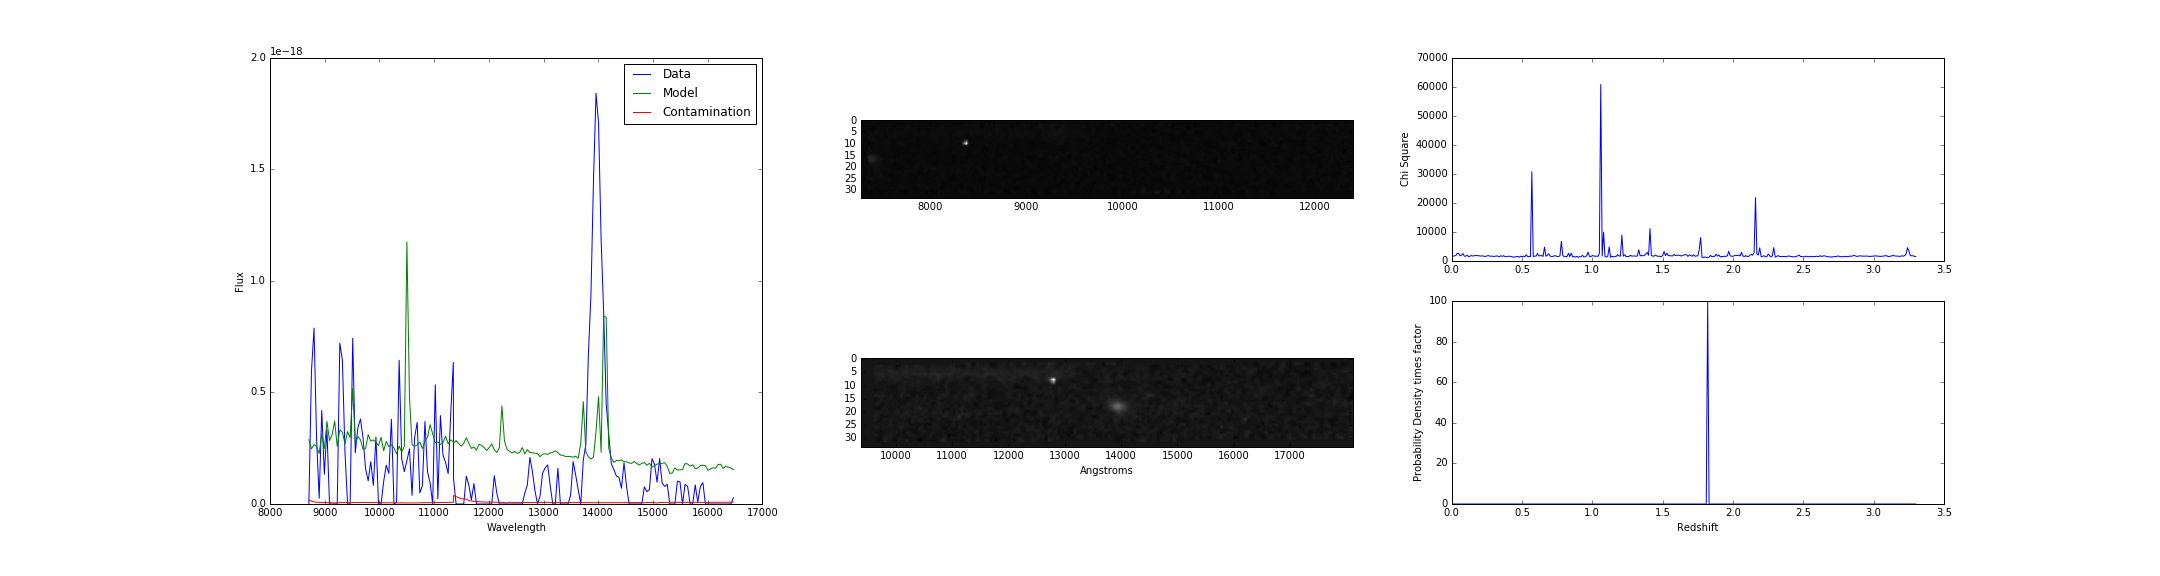 1e−18
2.0
1.5
1.0
0.5
0.0
8000 9000 10000 11000 12000 13000 14000 15000 16000 17000
Wavelength
Flux
Data
Model
Contamination
0
5
10
15
20
25
30
8000 9000 10000 11000 12000
0
5
10
15
20
25
30
10000 11000 12000 13000 14000 15000 16000 17000
Angstroms
70000
60000
50000
40000
30000
20000
10000
0
0.0 0.5 1.0 1.5 2.0 2.5 3.0 3.5
Chi Square
100
80
60
40
20
0
0.0 0.5 1.0 1.5 2.0 2.5 3.0 3.5
Redshift
Probability Density times factor